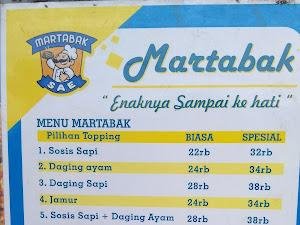 MARTABAK
SAE
Martabak
"Enaknya Sampai ke hati"
MENU MARTABAK
Pilihan Topping BIASA SPESIAL
1. Sosis Sapi 22rb 32rb
2. Daging ayam 24rb 34rb
3. Daging Sapi 28rb 38rb
4. Jamur 24rb 34rb
5. Sosis Sapi + Daging Ayam 28rb 38rb